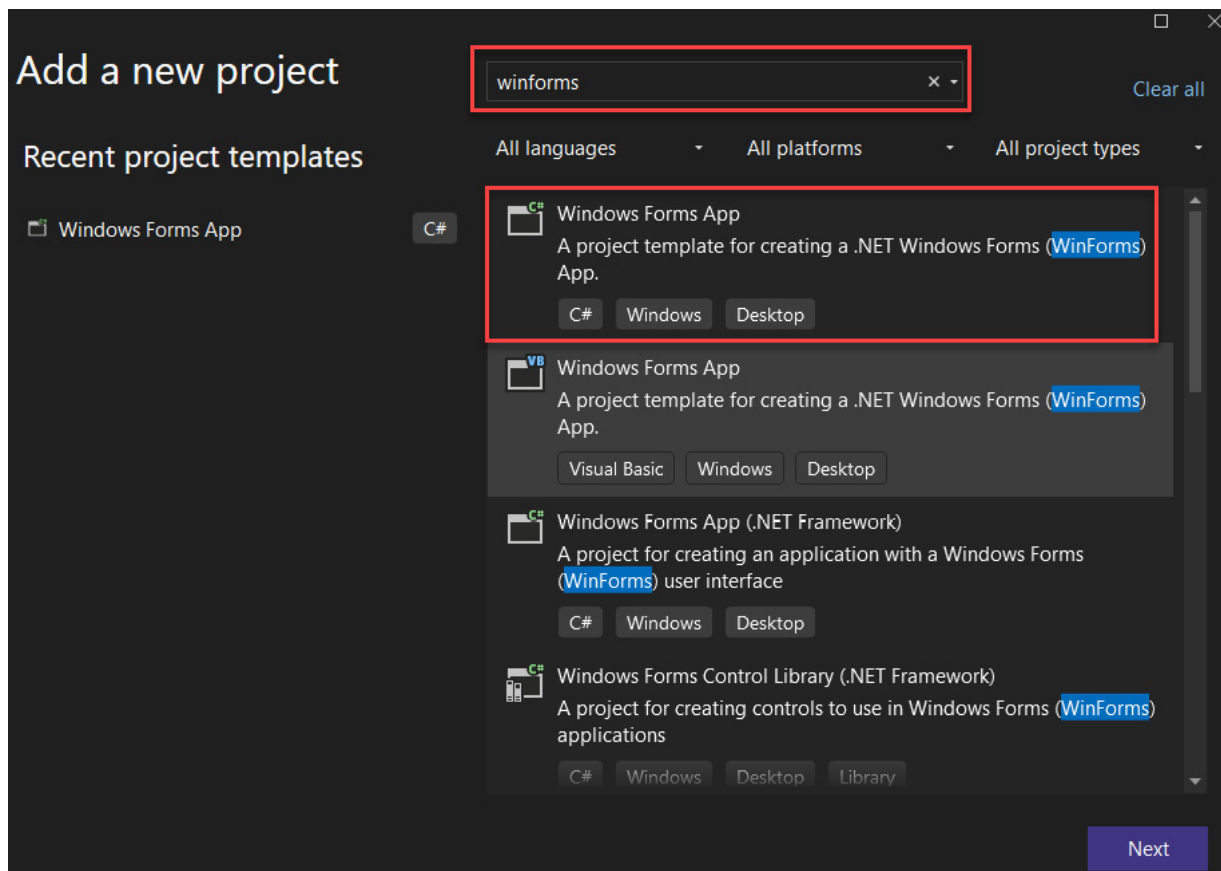 Add a new project
winforms
Clear all
Recent project templates
All languages
All platforms
All project types
Windows Forms App
C#
C#
Windows Forms App
A project template for creating a .NET Windows Forms (WinForms)
App.
C# Windows Desktop
VB
Windows Forms App
A project template for creating a .NET Windows Forms (WinForms)
App.
Visual Basic Windows Desktop
C#
Windows Forms App (.NET Framework)
A project for creating an application with a Windows Forms
(WinForms) user interface
C# Windows Desktop
C#
Windows Forms Control Library (.NET Framework)
A project for creating controls to use in Windows Forms (WinForms)
applications
C# Windows Desktop Library
Next